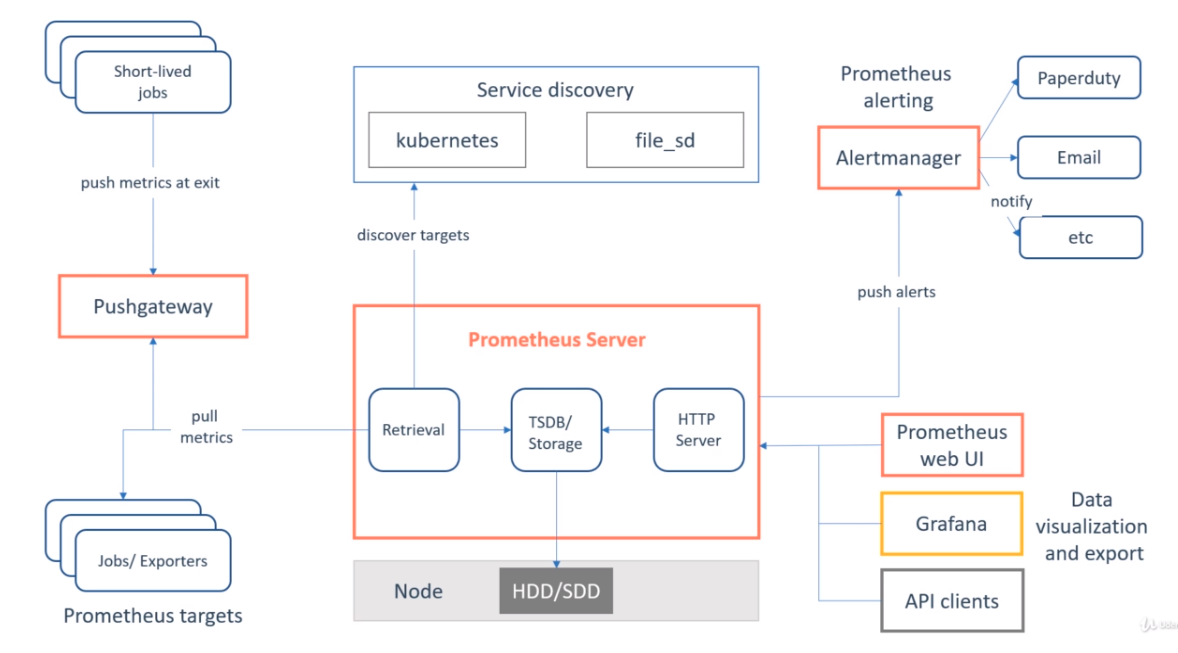 Short-lived
jobs
push metrics at exit
Pushgateway
pull
metrics
Jobs/ Exporters
Prometheus targets
Service discovery
kubernetes
file_sd
discover targets
Prometheus Server
Retrieval
TSDB/
Storage
HTTP
Server
Node
HDD/SDD
Prometheus
alerting
Alertmanager
push alerts
notify
Paperduty
Email
etc
Prometheus
web UI
Grafana
API clients
Data
visualization
and export